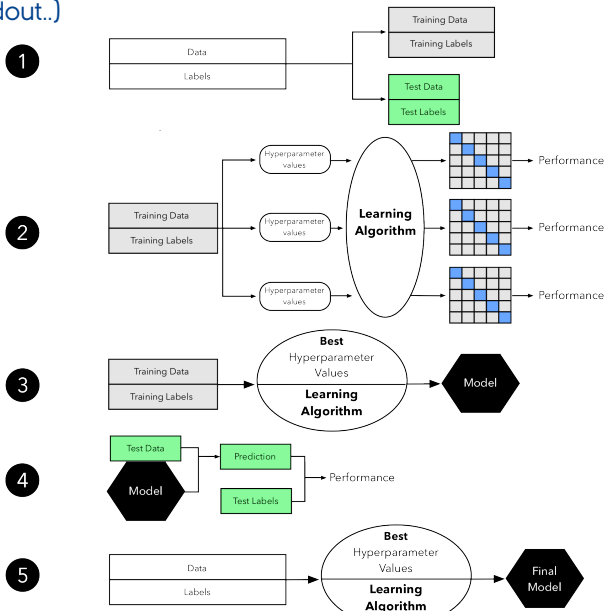 dout..)
1
Data
Labels
Training Data
Training Labels
Test Data
Test Labels
2
Training Data
Training Labels
Hyperparameter
values
Hyperparameter
values
Hyperparameter
values
Learning
Algorithm
Performance
Performance
Performance
3
Training Data
Training Labels
Best
Hyperparameter
Values
Learning
Algorithm
Model
4
Test Data
Model
Prediction
Test Labels
Performance
5
Data
Labels
Best
Hyperparameter
Values
Learning
Algorithm
Final
Model